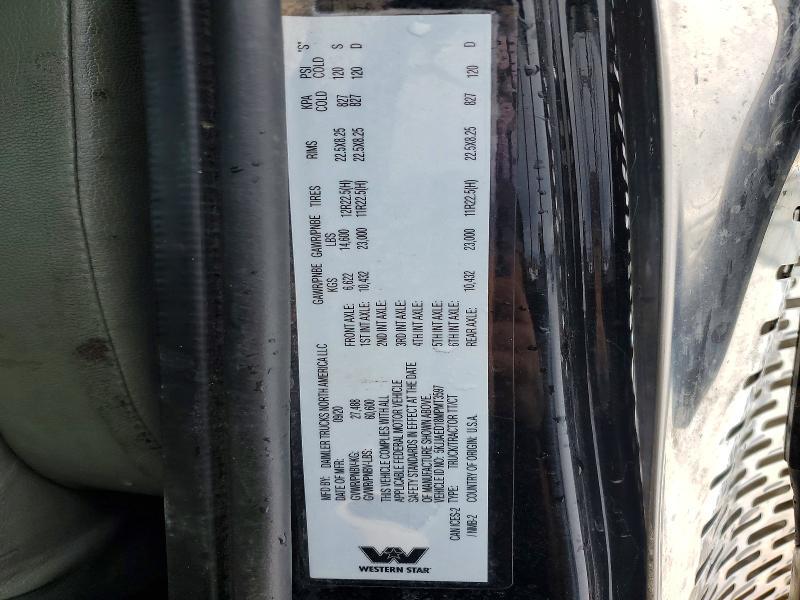 MFD BY: DAIMLER TRUCKS NORTH AMERICA LLC
DATE OF MFR: 09/20
GVWR/PNBV-KG: 27,488
GVWR/PNBV-LBS: 60,600
THIS VEHICLE COMPLIES WITH ALL
APPLICABLE FEDERAL MOTOR VEHICLE
SAFETY STANDARDS IN EFFECT AT THE DATE
OF MANUFACTURE SHOWN ABOVE.
VEHICLE ID NO: 5KJJAED18MPMT3597
CAN ICES-2 TYPE: TRUCK/TRACTOR TT/CT
/ NMB-2 COUNTRY OF ORIGIN: U.S.A.
GAWR/PNBE GAWR/PNBE TIRES RIMS KPA PSI "S"
KGS LBS COLD COLD
FRONT AXLE: 6,622 14,600 12R22.5(H) 22.5X8.25 827 120 S
1ST INT AXLE: 10,432 23,000 11R22.5(H) 22.5X8.25 827 120 D
2ND INT AXLE:
3RD INT AXLE:
4TH INT AXLE:
5TH INT AXLE:
6TH INT AXLE:
REAR AXLE: 10,432 23,000 11R22.5(H) 22.5X8.25 827 120 D
WESTERN STAR